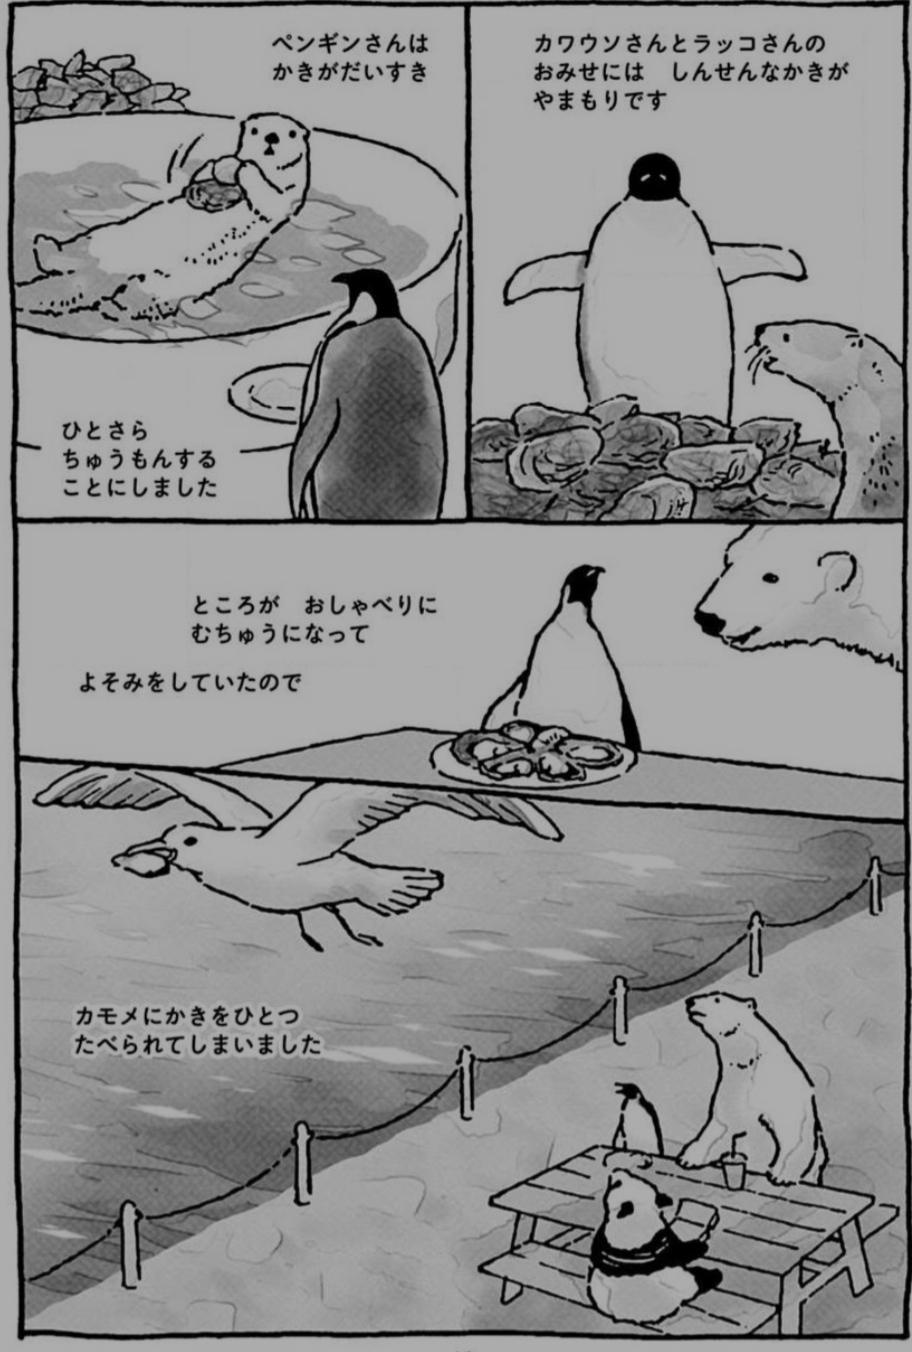 カワウソさんとラッコさんの
おみせには　しんせんなかきが
やまもりです
ペンギンさんは
かきがだいすき
ひとさら
ちゅうもんする
ことにしました
ところが　おしゃべりに
むちゅうになって
よそみをしていたので
カモメにかきをひとつ
たべられてしまいました